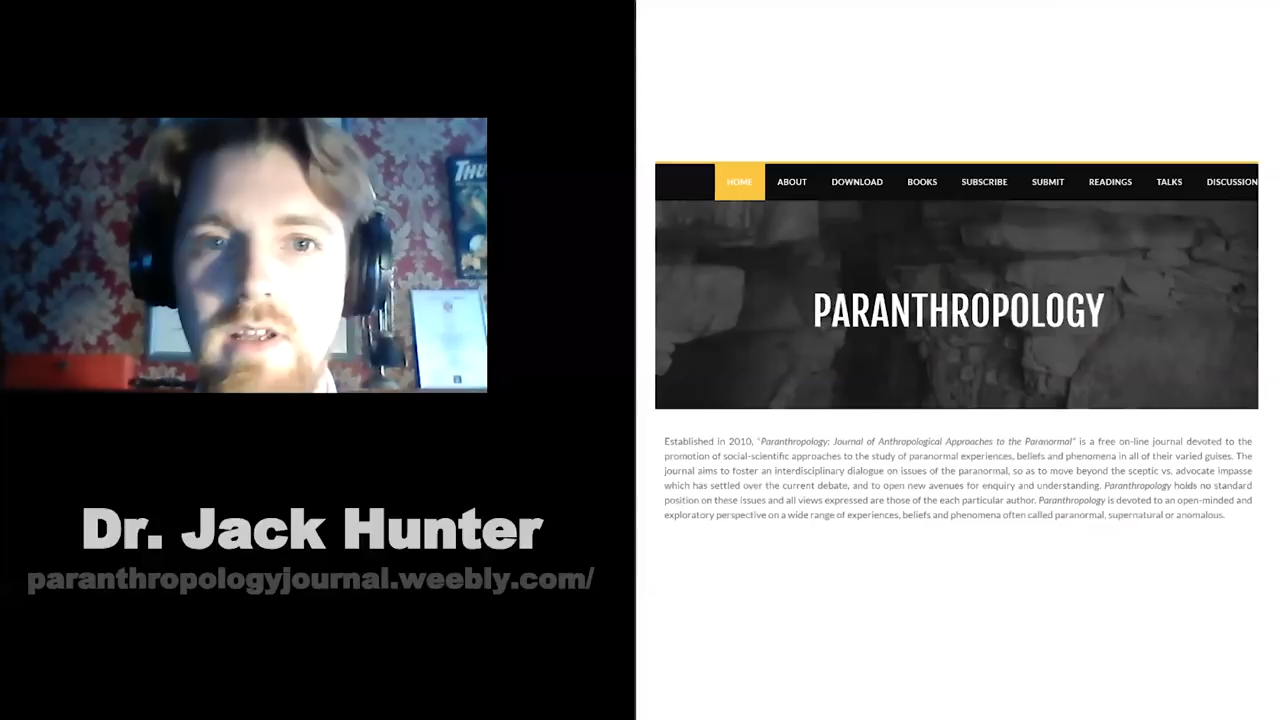 THU
Dr. Jack Hunter
paranthropologyjournal.weebly.com/
HOME ABOUT DOWNLOAD BOOKS SUBSCRIBE SUBMIT READINGS TALKS DISCUSSION
PARANTHROPOLOGY
Established in 2010, "Paranthropology: Journal of Anthropological Approaches to the Paranormal" is a free on-line journal devoted to the
promotion of social-scientific approaches to the study of paranormal experiences, beliefs and phenomena in all of their varied guises. The
journal aims to foster an interdisciplinary dialogue on issues of the paranormal, so as to move beyond the sceptic vs. advocate impasse
which has settled over the current debate, and to open new avenues for enquiry and understanding. Paranthropology holds no standard
position on these issues and all views expressed are those of the each particular author. Paranthropology is devoted to an open-minded and
exploratory perspective on a wide range of experiences, beliefs and phenomena often called paranormal, supernatural or anomalous.